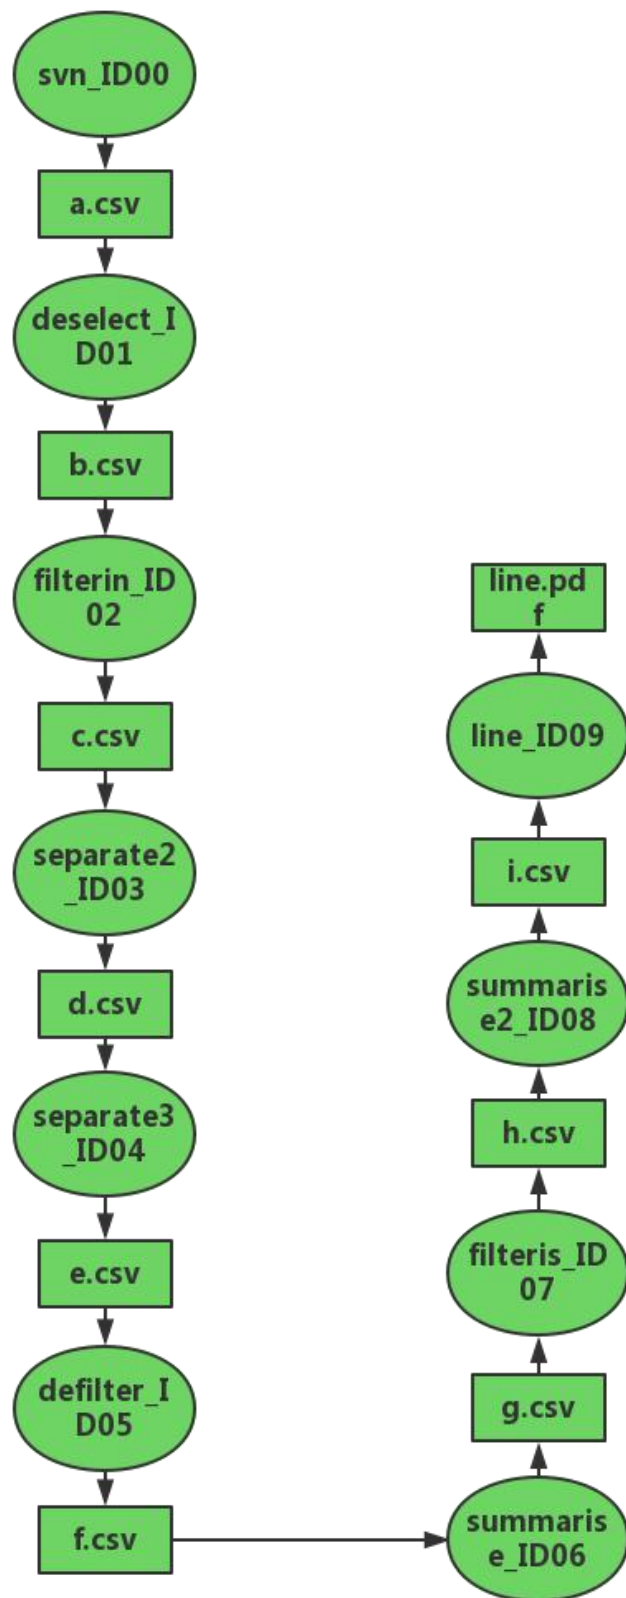 svn_ID00
a.csv
deselect_I
D01
b.csv
filterin_ID
02
c.csv
separate2
_ID03
d.csv
separate3
_ID04
e.csv
defilter_I
D05
f.csv
summaris
e_ID06
g.csv
filteris_ID
07
h.csv
summaris
e2_ID08
i.csv
line_ID09
line.pd
f